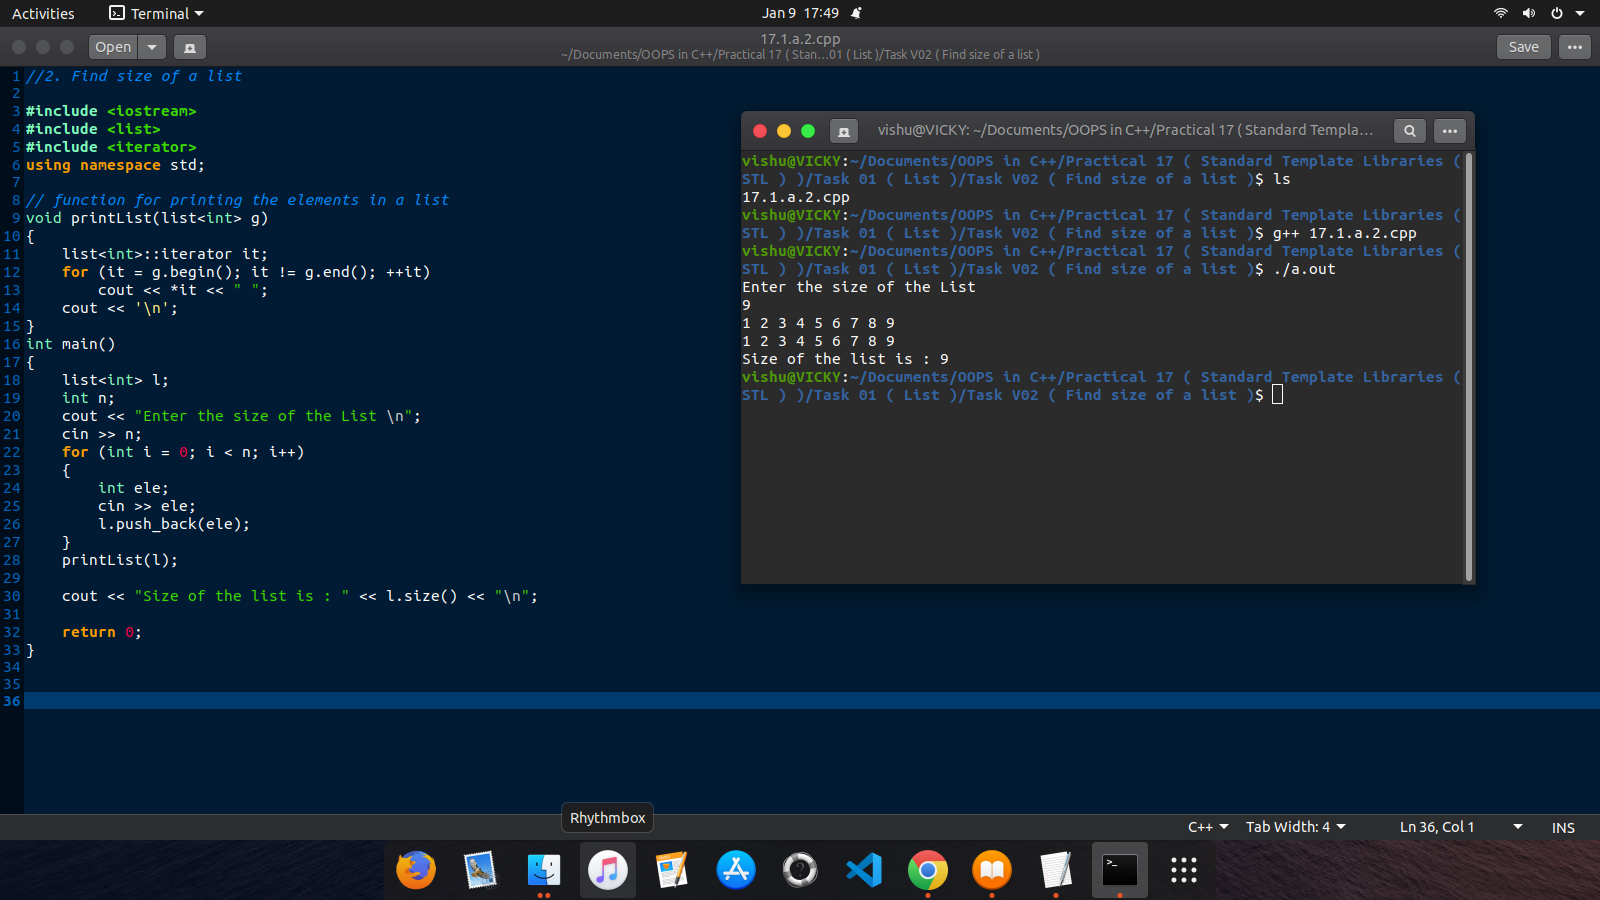 Activities
Terminal
Jan 9 17:49
Open
17.1.a.2.cpp
~/Documents/OOPS in C++/Practical 17 ( Stan...01 ( List )/Task V02 ( Find size of a list )
Save
1 //2. Find size of a list
2
3 #include <iostream>
4 #include <list>
5 #include <iterator>
6 using namespace std;
7
8 // function for printing the elements in a list
9 void printList(list<int> g)
10 {
11     list<int>::iterator it;
12     for (it = g.begin(); it != g.end(); ++it)
13         cout << *it << " ";
14     cout << '\n';
15 }
16 int main()
17 {
18     list<int> l;
19     int n;
20     cout << "Enter the size of the List \n";
21     cin >> n;
22     for (int i = 0; i < n; i++)
23     {
24         int ele;
25         cin >> ele;
26         l.push_back(ele);
27     }
28     printList(l);
29
30     cout << "Size of the list is : " << l.size() << "\n";
31
32     return 0;
33 }
34
35
36
vishu@VICKY: ~/Documents/OOPS in C++/Practical 17 ( Standard Templa...
vishu@VICKY:~/Documents/OOPS in C++/Practical 17 ( Standard Template Libraries (
STL ) )/Task 01 ( List )/Task V02 ( Find size of a list )$ ls
17.1.a.2.cpp
vishu@VICKY:~/Documents/OOPS in C++/Practical 17 ( Standard Template Libraries (
STL ) )/Task 01 ( List )/Task V02 ( Find size of a list )$ g++ 17.1.a.2.cpp
vishu@VICKY:~/Documents/OOPS in C++/Practical 17 ( Standard Template Libraries (
STL ) )/Task 01 ( List )/Task V02 ( Find size of a list )$ ./a.out
Enter the size of the List
9
1 2 3 4 5 6 7 8 9
1 2 3 4 5 6 7 8 9
Size of the list is : 9
vishu@VICKY:~/Documents/OOPS in C++/Practical 17 ( Standard Template Libraries (
STL ) )/Task 01 ( List )/Task V02 ( Find size of a list )$
Rhythmbox
C++
Tab Width: 4
Ln 36, Col 1
INS